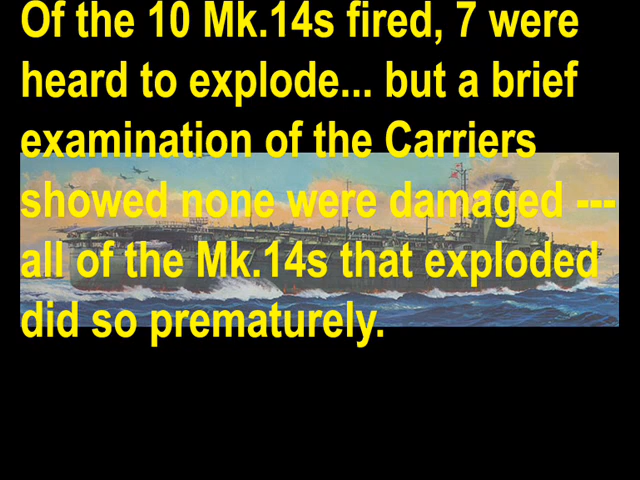 Of the 10 Mk.14s fired, 7 were
heard to explode... but a brief
examination of the Carriers
showed none were damaged ---
all of the Mk.14s that exploded
did so prematurely.